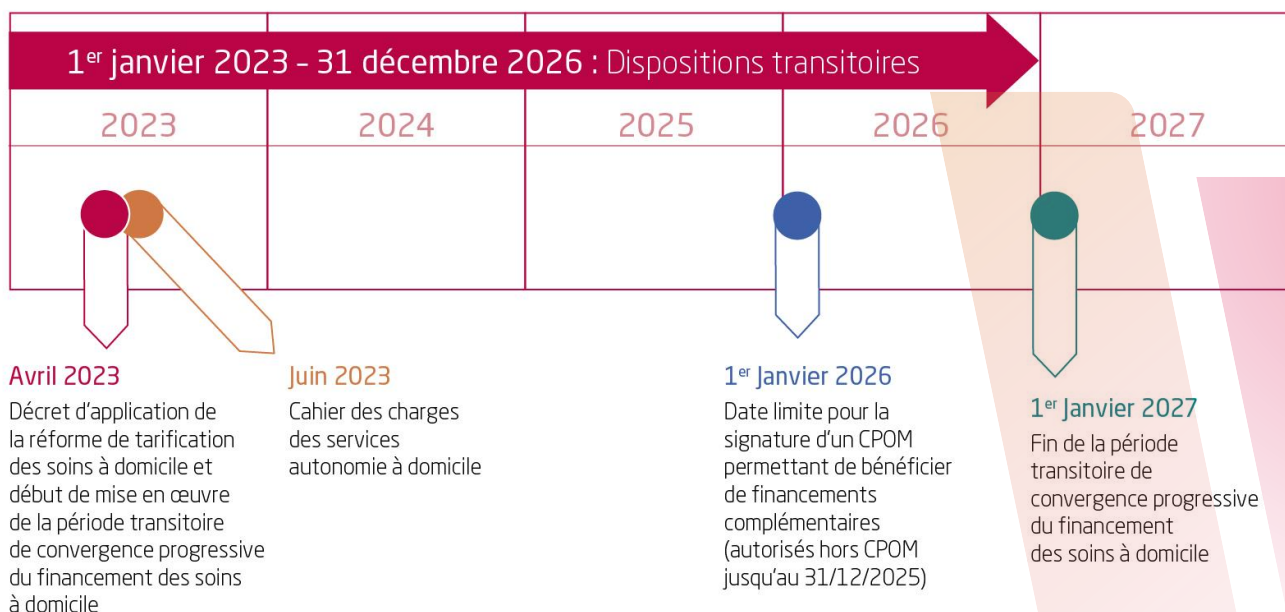 1er janvier 2023 – 31 décembre 2026 : Dispositions transitoires
2023
2024
2025
2026
2027
Avril 2023
Décret d'application de
la réforme de tarification
des soins à domicile et
début de mise en œuvre
de la période transitoire
de convergence progressive
du financement des soins
à domicile
Juin 2023
Cahier des charges
des services
autonomie à domicile
1er Janvier 2026
Date limite pour la
signature d'un CPOM
permettant de bénéficier
de financements
complémentaires
(autorisés hors CPOM
jusqu'au 31/12/2025)
1er Janvier 2027
Fin de la période
transitoire de
convergence progressive
du financement
des soins à domicile